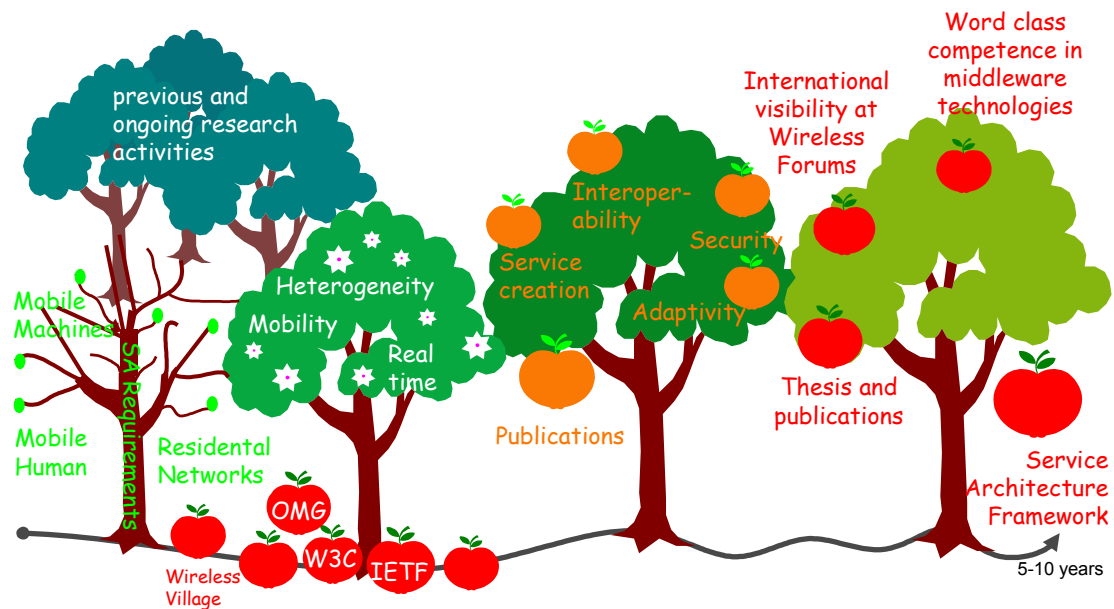 previous and
ongoing research
activities
Mobile
Machines
SA Requirements
Mobile
Human
Residental
Networks
Heterogeneity
Mobility
Real
time
OMG
W3C
IETF
Wireless
Village
Interoper-
ability
Security
Service
creation
Adaptivity
Publications
International
visibility at
Wireless
Forums
Word class
competence in
middleware
technologies
Thesis and
publications
Service
Architecture
Framework
5-10 years